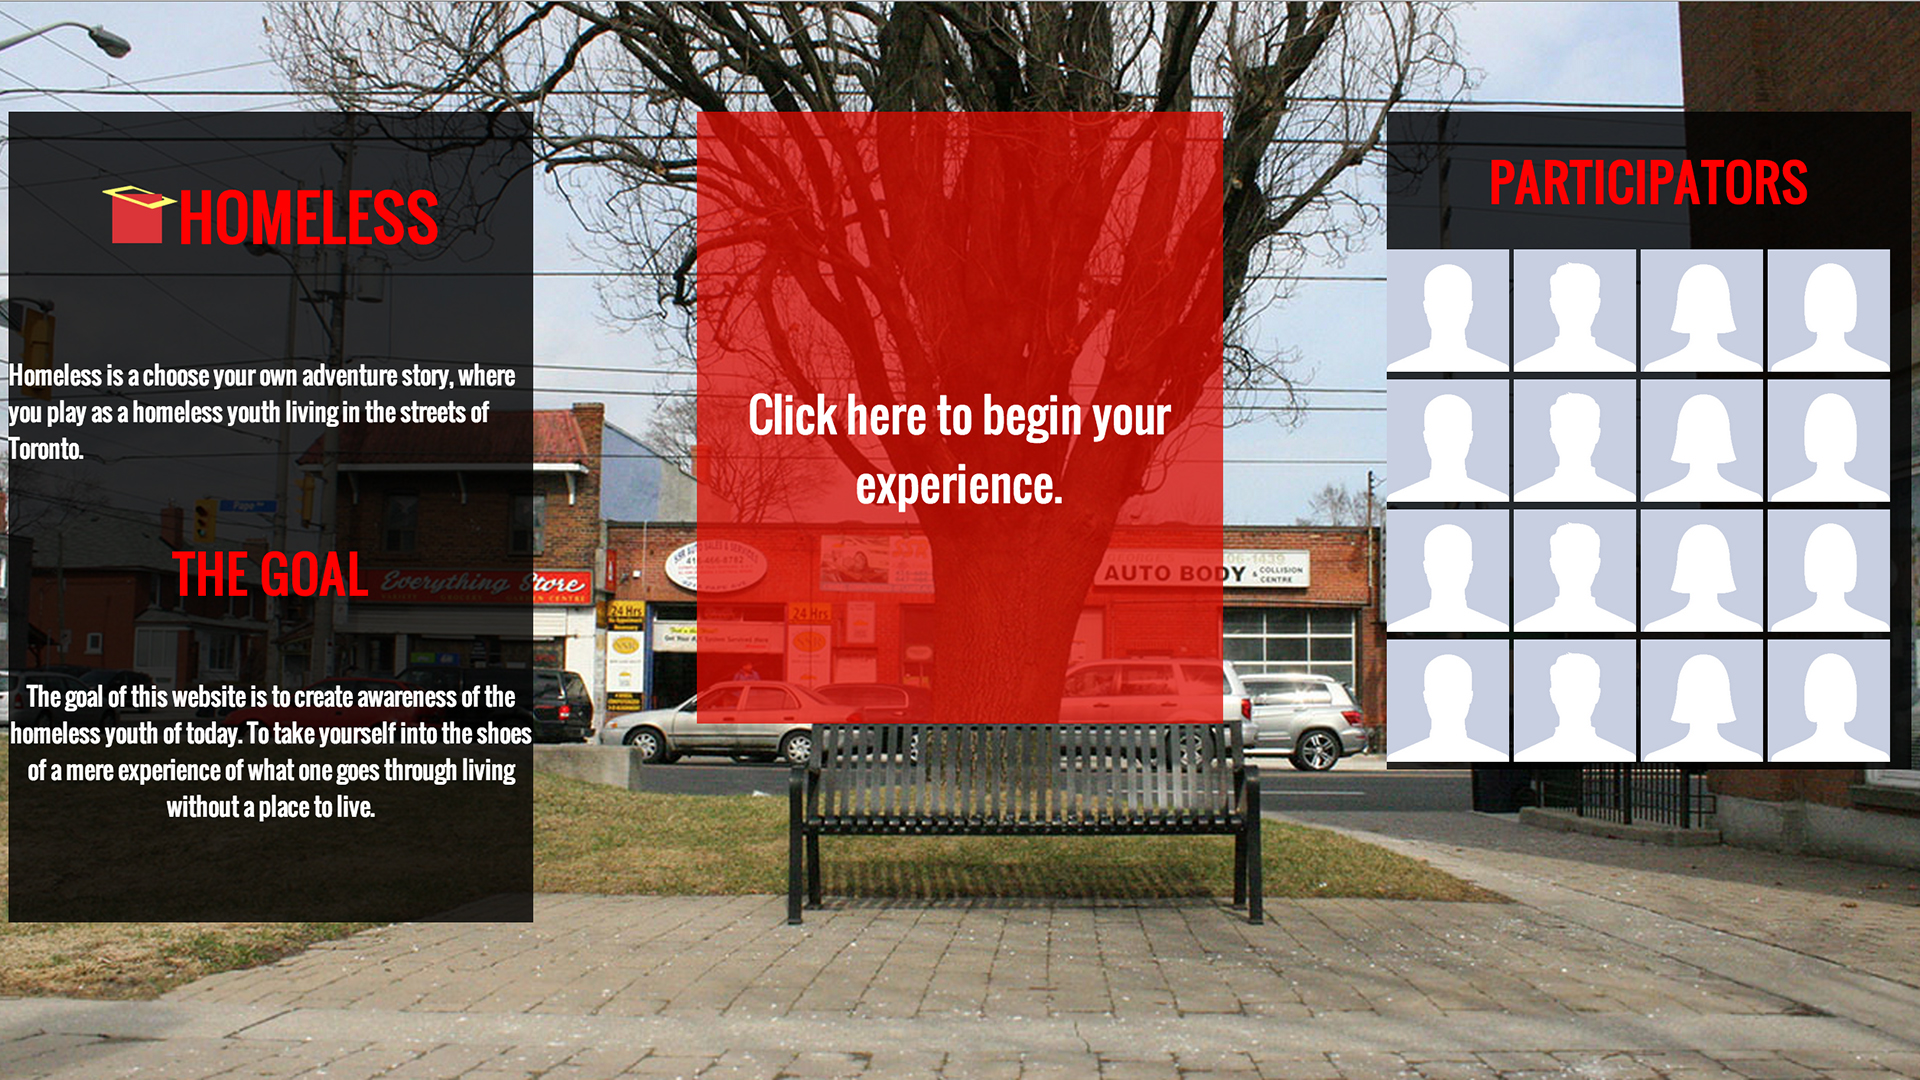 HOMELESS
Homeless is a choose your own adventure story, where
you play as a homeless youth living in the streets of
Toronto.
THE GOAL
The goal of this website is to create awareness of the
homeless youth of today. To take yourself into the shoes
of a mere experience of what one goes through living
without a place to live.
Click here to begin your
experience.
PARTICIPATORS
Everything Store
24 Hrs
24 Hrs
AUTO BODY & COLLISION
CENTRE